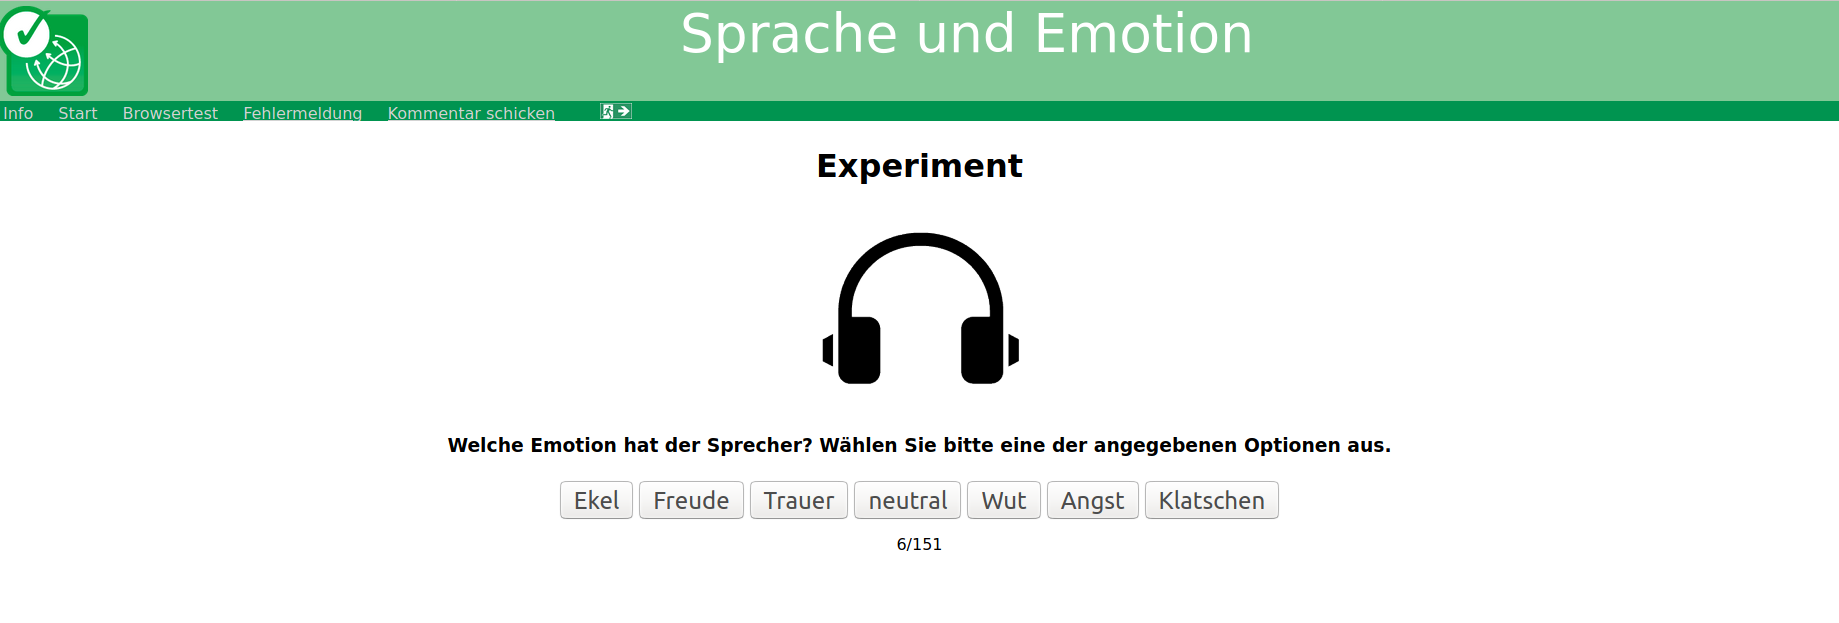 Sprache und Emotion
Info Start Browsertest Fehlermeldung Kommentar schicken
Experiment
Welche Emotion hat der Sprecher? Wählen Sie bitte eine der angegebenen Optionen aus.
Ekel Freude Trauer neutral Wut Angst Klatschen
6/151